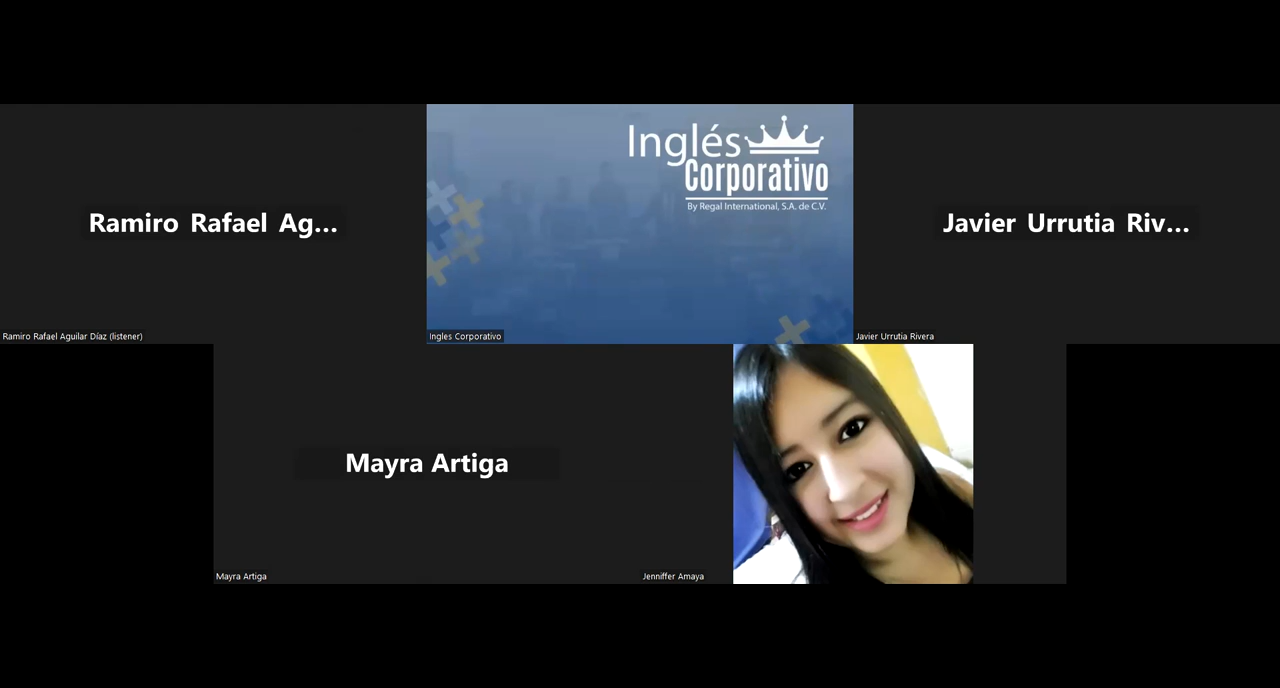 Ramiro Rafael Ag...
Ramiro Rafael Aguilar Díaz (listener)
Inglés
Corporativo
By Regal International, S.A. de C.V.
Ingles Corporativo
Javier Urrutia Riv...
Javier Urrutia Rivera
Mayra Artiga
Mayra Artiga
Jenniffer Amaya